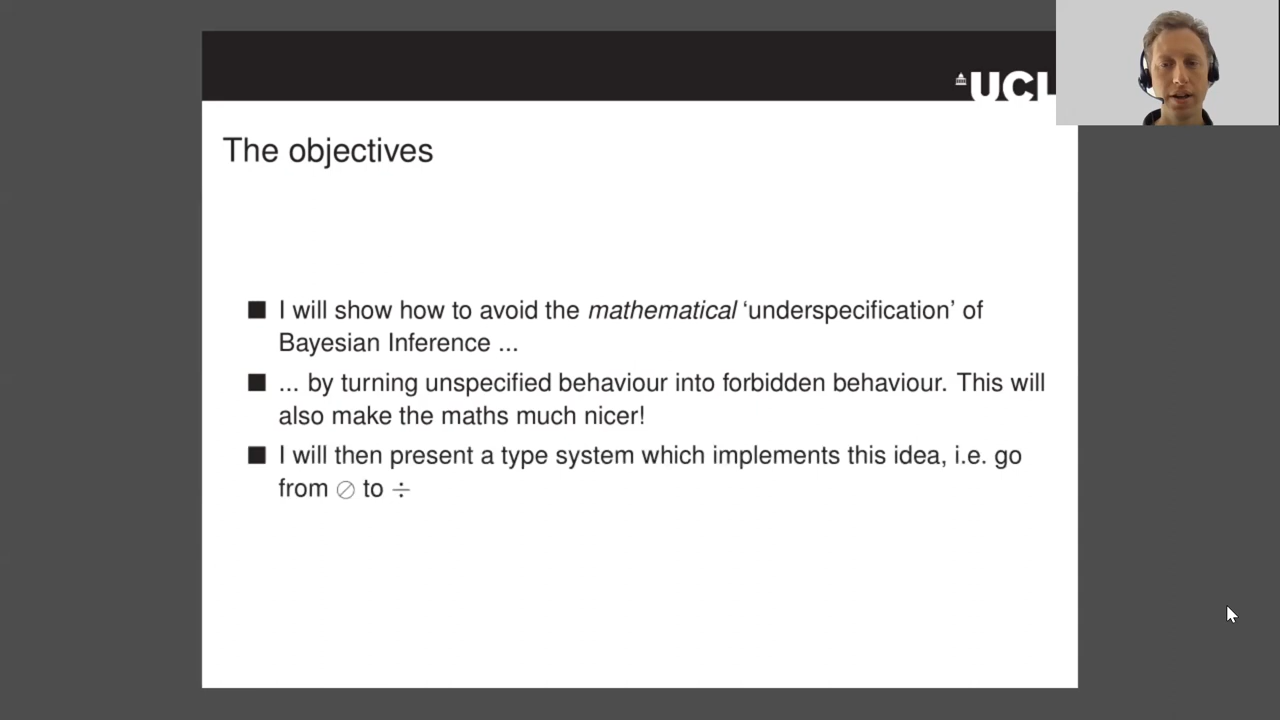 UCL
The objectives
I will show how to avoid the mathematical ‘underspecification’ of
Bayesian Inference ...
... by turning unspecified behaviour into forbidden behaviour. This will
also make the maths much nicer!
I will then present a type system which implements this idea, i.e. go
from ⊘ to ÷